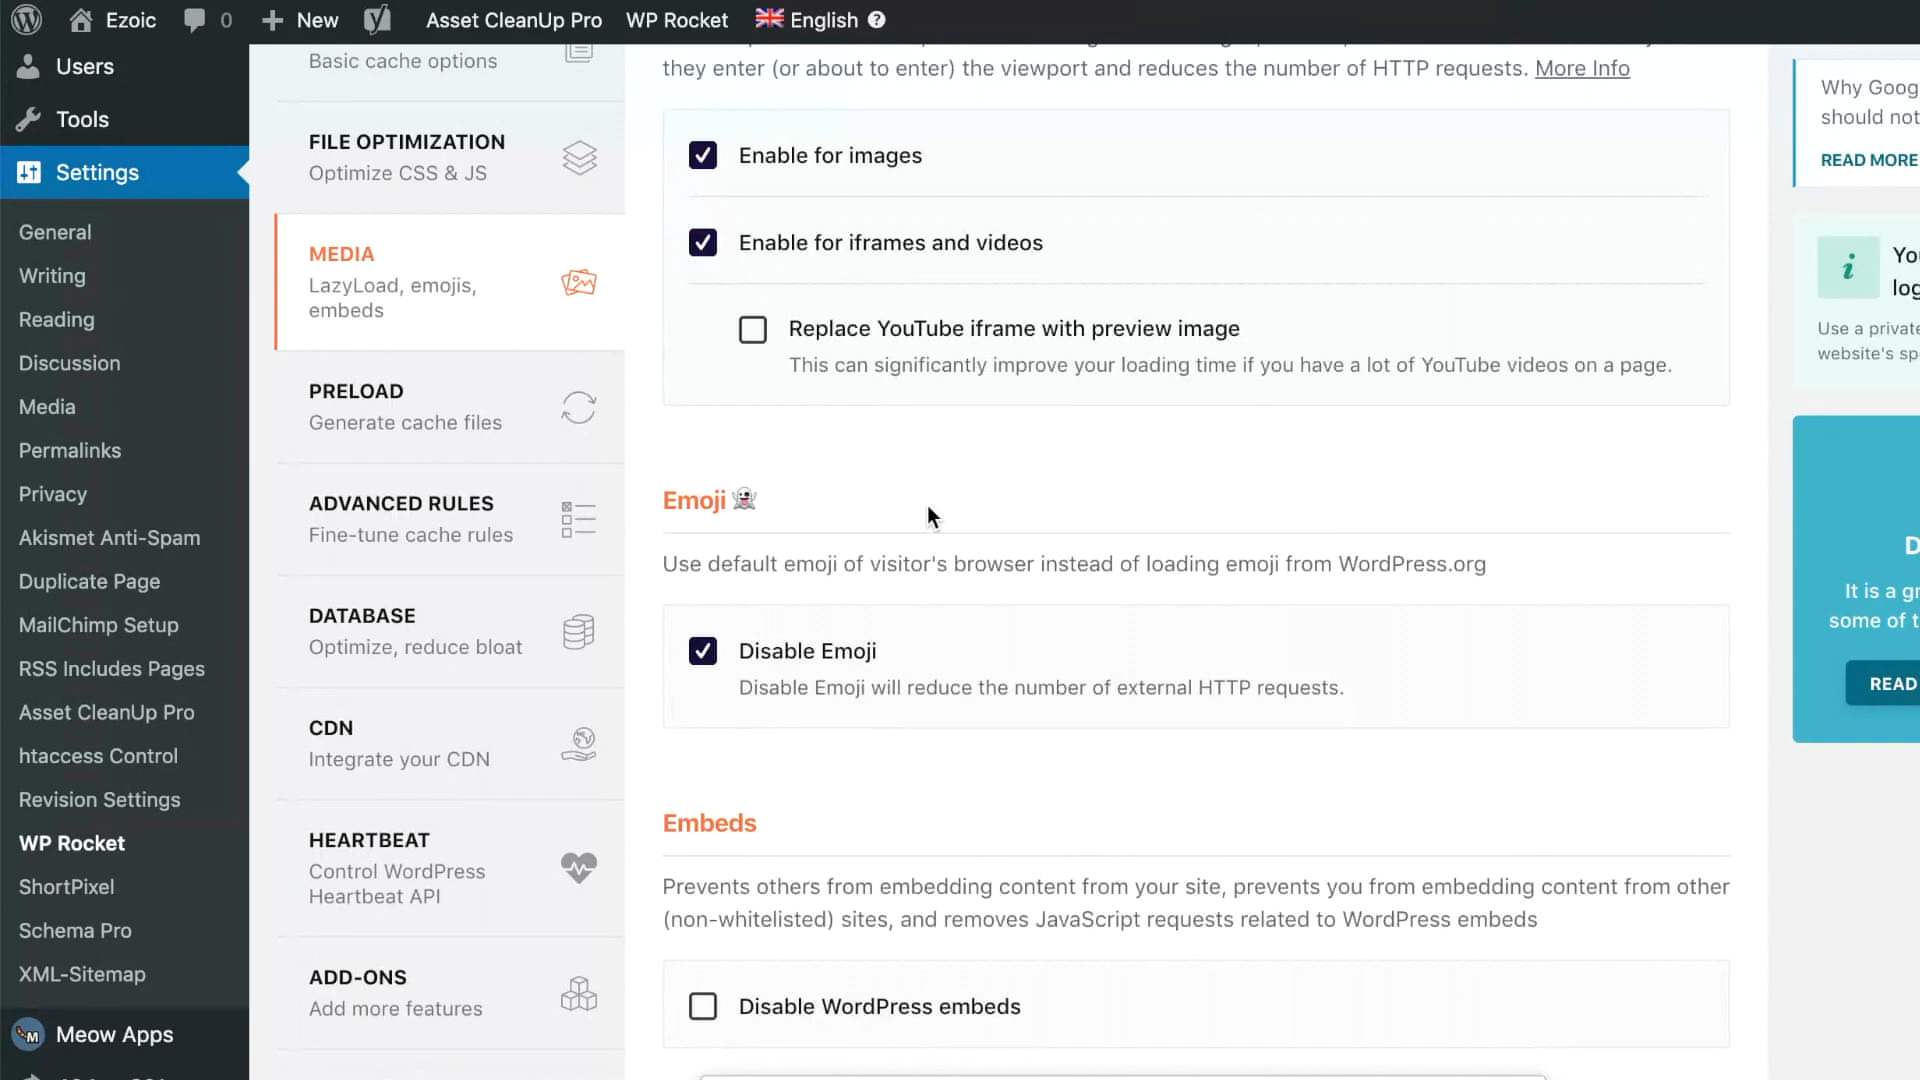 Ezoic 0 New Asset CleanUp Pro WP Rocket English ?
Users
Tools
Settings
General
Writing
Reading
Discussion
Media
Permalinks
Privacy
Akismet Anti-Spam
Duplicate Page
MailChimp Setup
RSS Includes Pages
Asset CleanUp Pro
htaccess Control
Revision Settings
WP Rocket
ShortPixel
Schema Pro
XML-Sitemap
Meow Apps
Basic cache options
FILE OPTIMIZATION
Optimize CSS & JS
MEDIA
LazyLoad, emojis,
embeds
PRELOAD
Generate cache files
ADVANCED RULES
Fine-tune cache rules
DATABASE
Optimize, reduce bloat
CDN
Integrate your CDN
HEARTBEAT
Control WordPress
Heartbeat API
ADD-ONS
Add more features
they enter (or about to enter) the viewport and reduces the number of HTTP requests. More Info
Enable for images
Enable for iframes and videos
Replace YouTube iframe with preview image
This can significantly improve your loading time if you have a lot of YouTube videos on a page.
Emoji 👻
Use default emoji of visitor's browser instead of loading emoji from WordPress.org
Disable Emoji
Disable Emoji will reduce the number of external HTTP requests.
Embeds
Prevents others from embedding content from your site, prevents you from embedding content from other
(non-whitelisted) sites, and removes JavaScript requests related to WordPress embeds
Disable WordPress embeds
Why Goog
should not
READ MORE
You
log
Use a private
website's sp
D
It is a gr
some of t
READ